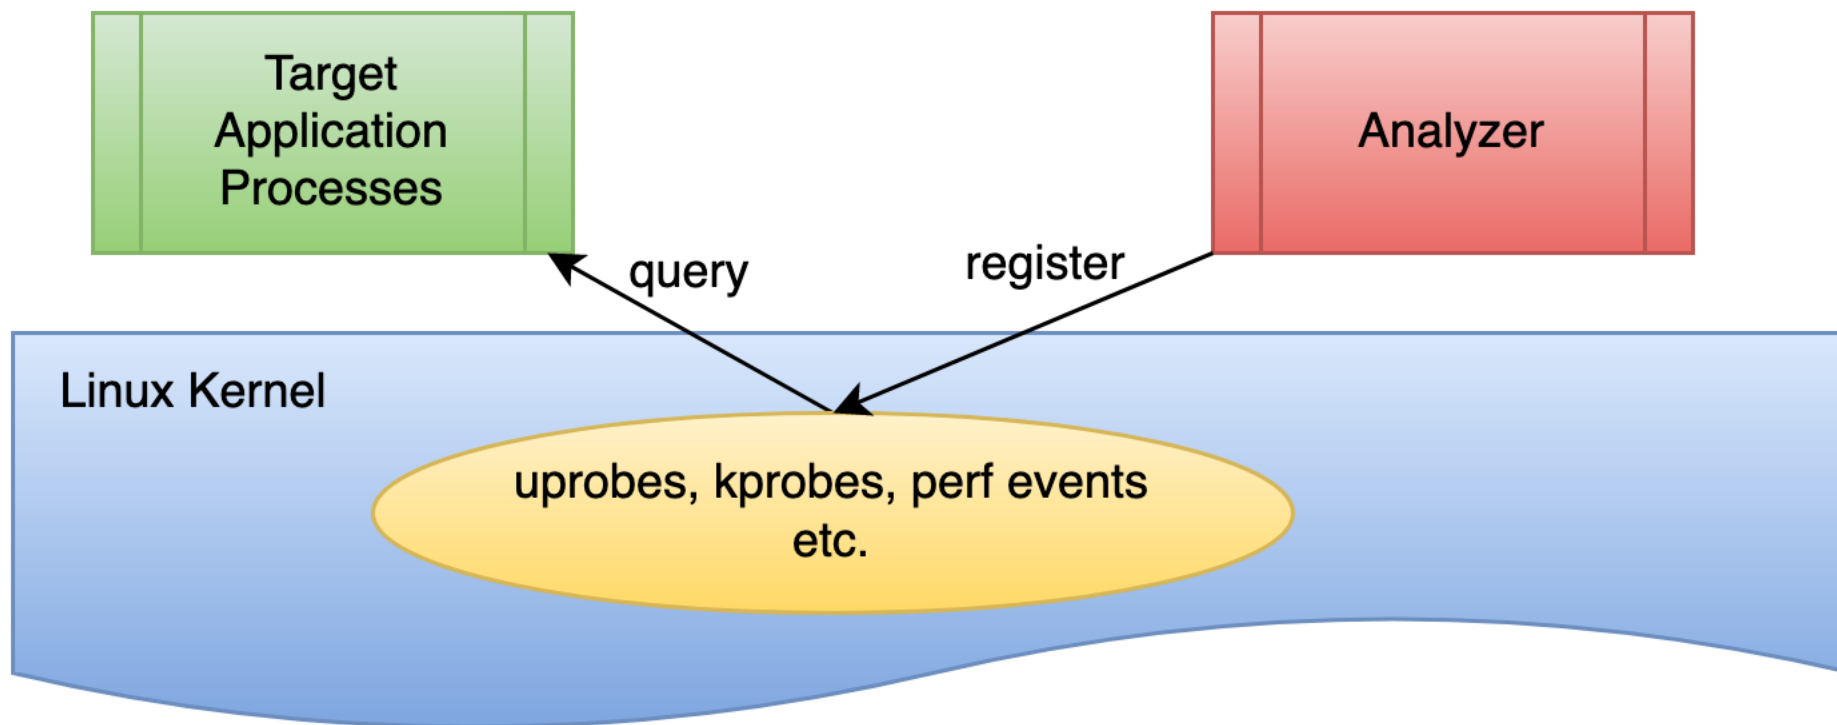 Target
Application
Processes
Analyzer
query
register
Linux Kernel
uprobes, kprobes, perf events
etc.